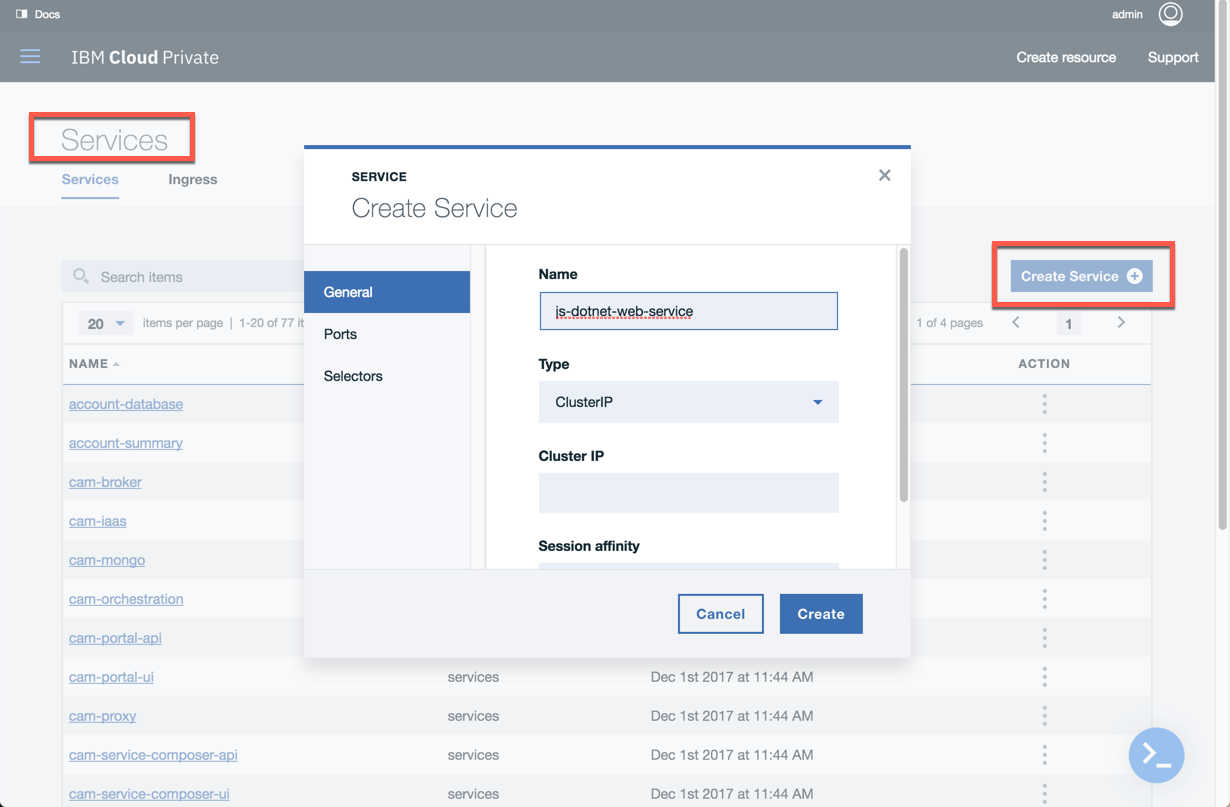 Docs
admin
IBM Cloud Private
Create resource
Support
Services
Services
Ingress
SERVICE
Create Service
Search items
Create Service
20
items per page | 1-20 of 77
1 of 4 pages
1
NAME
ACTION
General
Ports
Selectors
Name
is-dotnet-web-service
Type
ClusterIP
Cluster IP
Session affinity
Cancel
Create
account-database
account-summary
cam-broker
cam-iaas
cam-mongo
cam-orchestration
cam-portal-api
cam-portal-ui services Dec 1st 2017 at 11:44 AM
cam-proxy services Dec 1st 2017 at 11:44 AM
cam-service-composer-api services Dec 1st 2017 at 11:44 AM
cam-service-composer-ui services Dec 1st 2017 at 11:44 AM